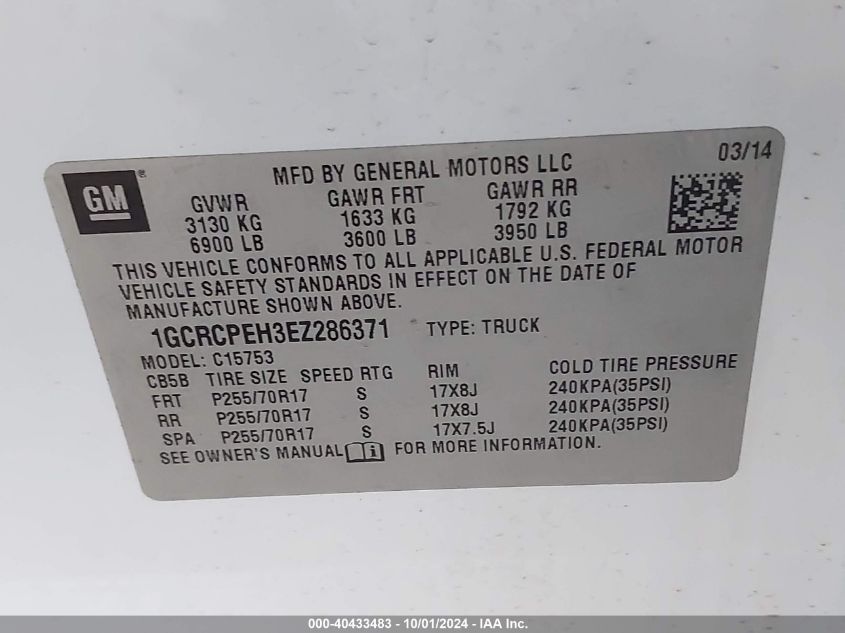 GM ®
MFD BY GENERAL MOTORS LLC 03/14
GVWR GAWR FRT GAWR RR
3130 KG 1633 KG 1792 KG
6900 LB 3600 LB 3950 LB
THIS VEHICLE CONFORMS TO ALL APPLICABLE U.S. FEDERAL MOTOR
VEHICLE SAFETY STANDARDS IN EFFECT ON THE DATE OF
MANUFACTURE SHOWN ABOVE.
1GCRCPEH3EZ286371 TYPE: TRUCK
MODEL: C15753
CB5B TIRE SIZE SPEED RTG RIM COLD TIRE PRESSURE
FRT P255/70R17 S 17X8J 240KPA(35PSI)
RR P255/70R17 S 17X8J 240KPA(35PSI)
SPA P255/70R17 S 17X7.5J 240KPA(35PSI)
SEE OWNER'S MANUAL i FOR MORE INFORMATION.
000-40433483 - 10/01/2024 - IAA Inc.